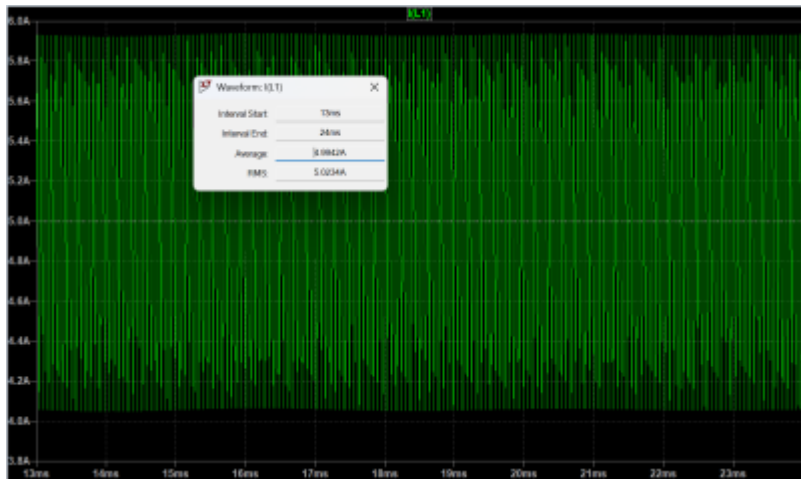 I(L1)
6.0A
5.8A
5.6A
5.4A
5.2A
5.0A
4.8A
4.6A
4.4A
4.2A
4.0A
3.8A
Waveform: I(L1)
Interval Start: 13ms
Interval End: 24ms
Average: 4.9942A
RMS: 5.0234A
13ms 14ms 15ms 16ms 17ms 18ms 19ms 20ms 21ms 22ms 23ms